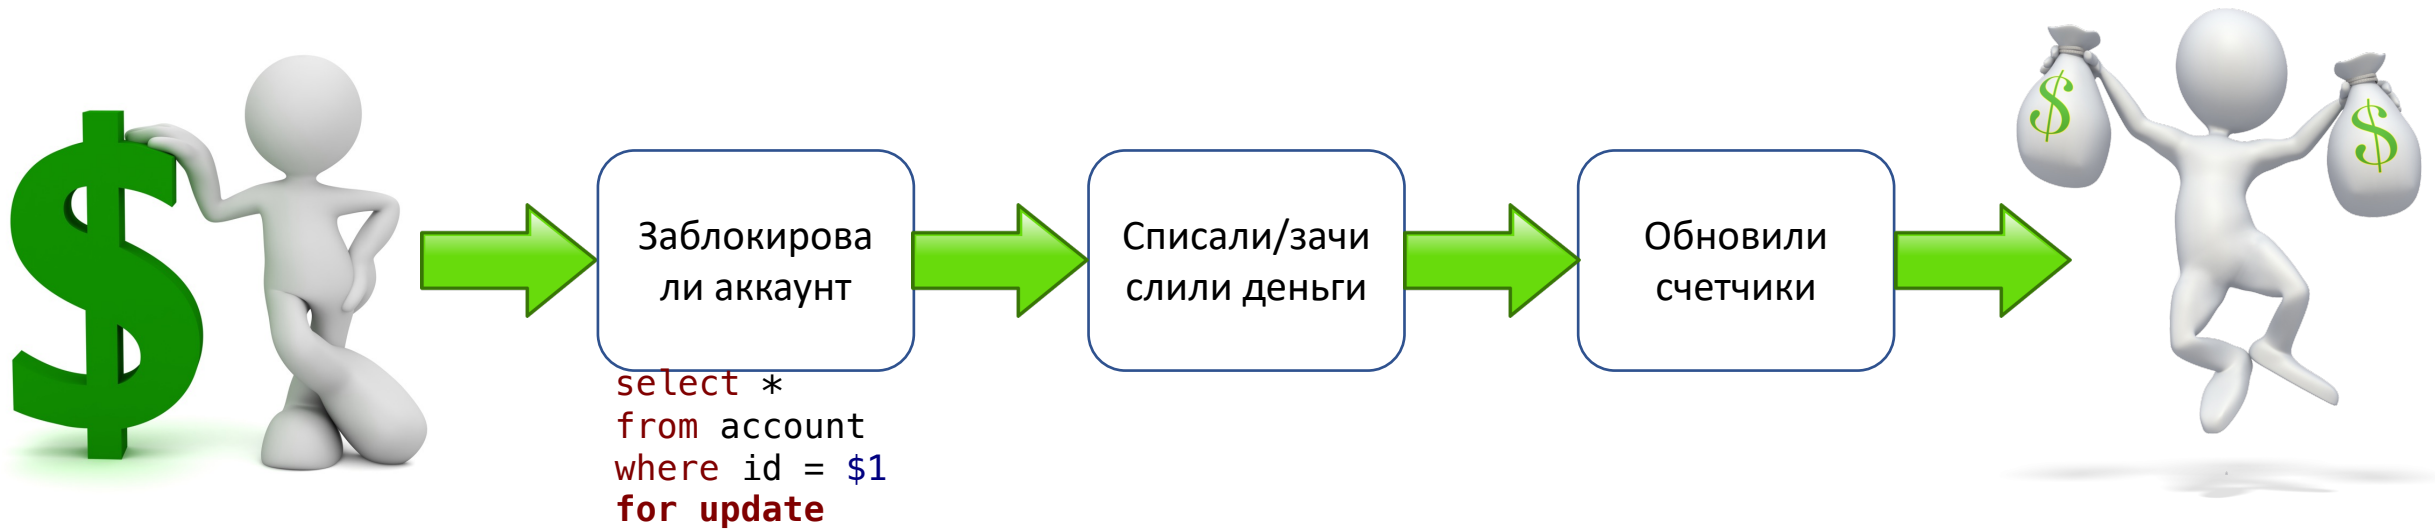 $
Заблокирова
ли аккаунт
select *
from account
where id = $1
for update
Списали/зачи
слили деньги
Обновили
счетчики
$
$